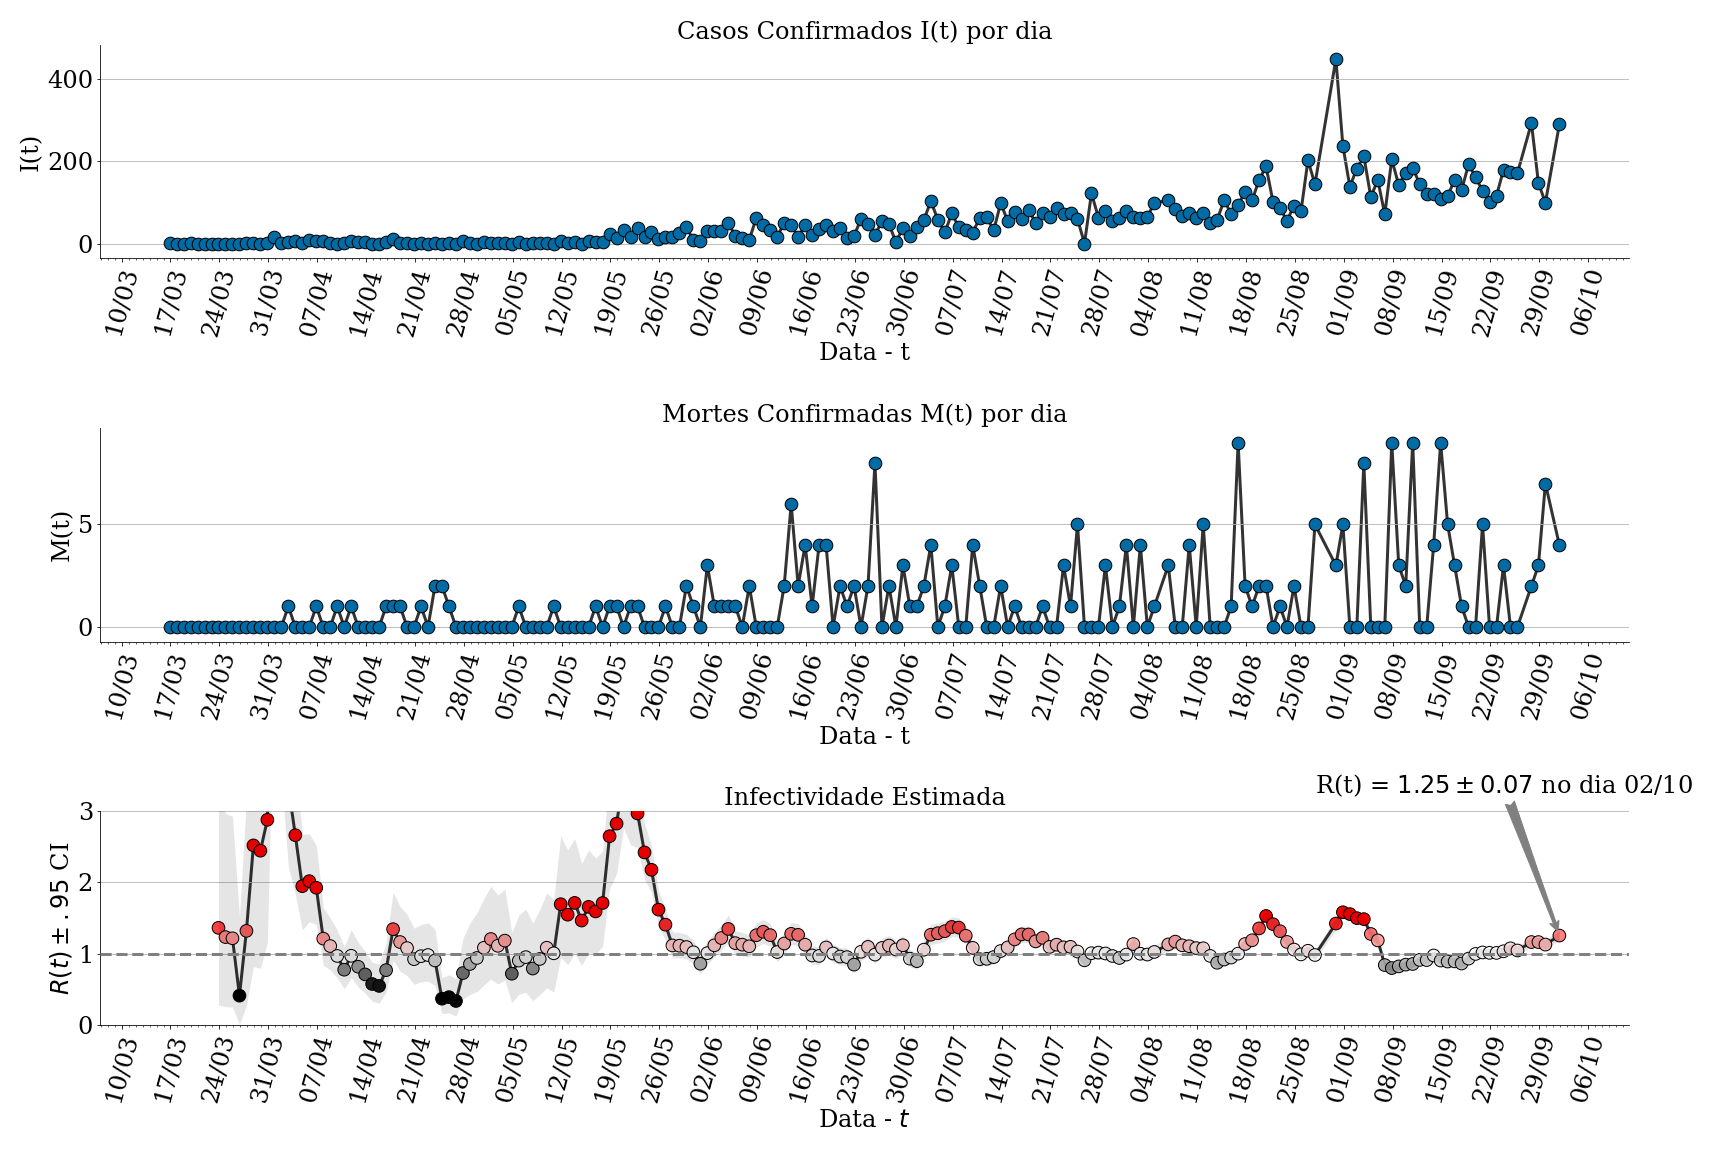 Casos Confirmados I(t) por dia
I(t)
400
200
0
10/03 17/03 24/03 31/03 07/04 14/04 21/04 28/04 05/05 12/05 19/05 26/05 02/06 09/06 16/06 23/06 30/06 07/07 14/07 21/07 28/07 04/08 11/08 18/08 25/08 01/09 08/09 15/09 22/09 29/09 06/10
Data - t
Mortes Confirmadas M(t) por dia
M(t)
5
0
10/03 17/03 24/03 31/03 07/04 14/04 21/04 28/04 05/05 12/05 19/05 26/05 02/06 09/06 16/06 23/06 30/06 07/07 14/07 21/07 28/07 04/08 11/08 18/08 25/08 01/09 08/09 15/09 22/09 29/09 06/10
Data - t
R(t) = 1.25 ± 0.07 no dia 02/10
Infectividade Estimada
R(t) ± .95 CI
3
2
1
0
10/03 17/03 24/03 31/03 07/04 14/04 21/04 28/04 05/05 12/05 19/05 26/05 02/06 09/06 16/06 23/06 30/06 07/07 14/07 21/07 28/07 04/08 11/08 18/08 25/08 01/09 08/09 15/09 22/09 29/09 06/10
Data - t